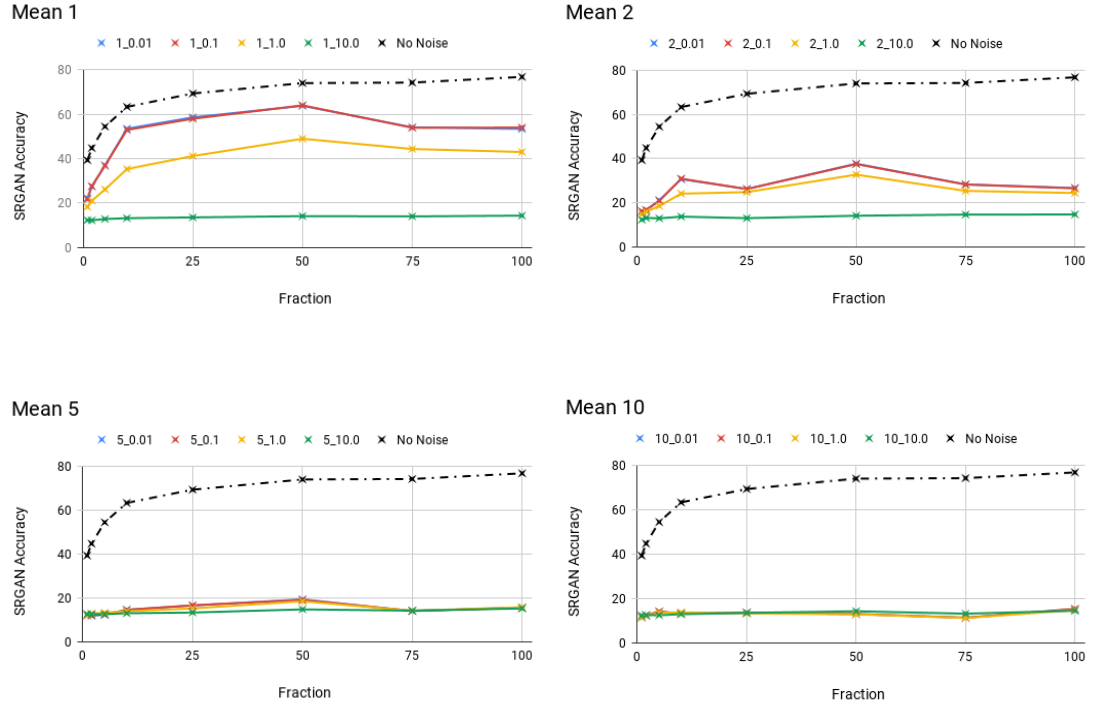 Mean 1
1_0.01 1_0.1 1_1.0 1_10.0 No Noise
80
60
40
20
0
SRGAN Accuracy
0 25 50 75 100
Fraction
Mean 2
2_0.01 2_0.1 2_1.0 2_10.0 No Noise
80
60
40
20
0
SRGAN Accuracy
0 25 50 75 100
Fraction
Mean 5
5_0.01 5_0.1 5_1.0 5_10.0 No Noise
80
60
40
20
0
SRGAN Accuracy
0 25 50 75 100
Fraction
Mean 10
10_0.01 10_0.1 10_1.0 10_10.0 No Noise
80
60
40
20
0
SRGAN Accuracy
0 25 50 75 100
Fraction